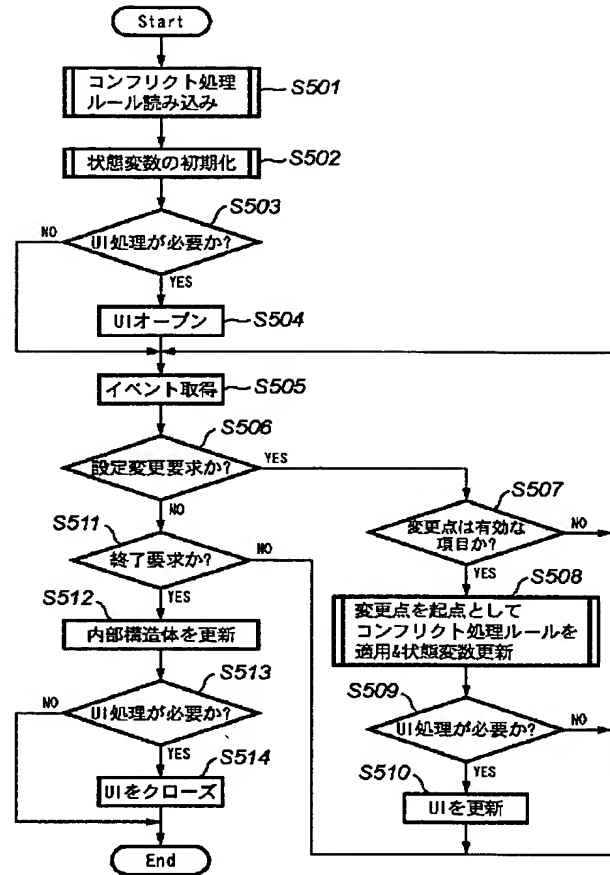 Start
コンフリクト処理
ルール読み込み
S501
状態変数の初期化
S502
S503
UI処理が必要か?
NO
YES
UIオープン
S504
イベント取得
S505
S506
設定変更要求か?
YES
NO
S507
変更点は有効な
項目か?
NO
YES
S508
変更点を起点として
コンフリクト処理ルールを
適用&状態変数更新
S509
UI処理が必要か?
NO
YES
S510
UIを更新
S511
終了要求か?
NO
YES
S512
内部構造体を更新
S513
UI処理が必要か?
NO
YES
S514
UIをクローズ
End